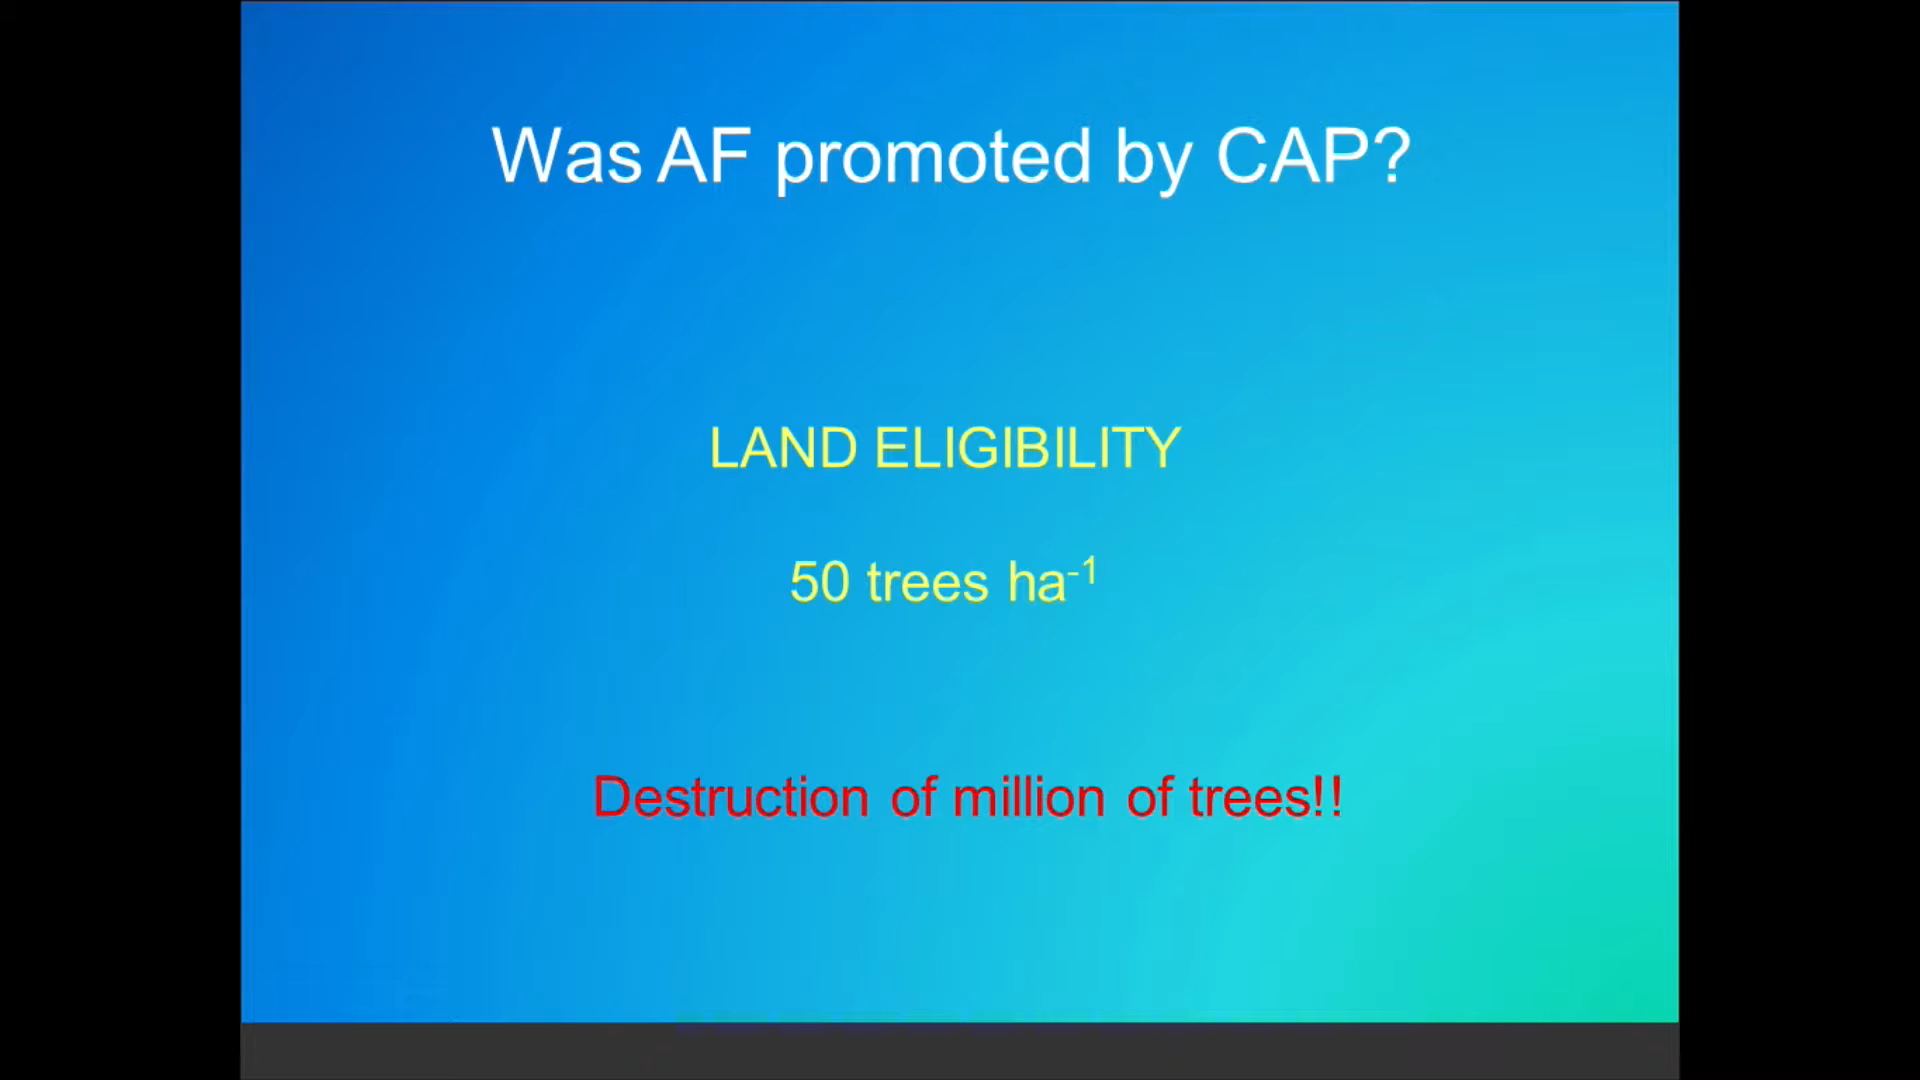 Was AF promoted by CAP?
LAND ELIGIBILITY
50 trees ha⁻¹
Destruction of million of trees!!